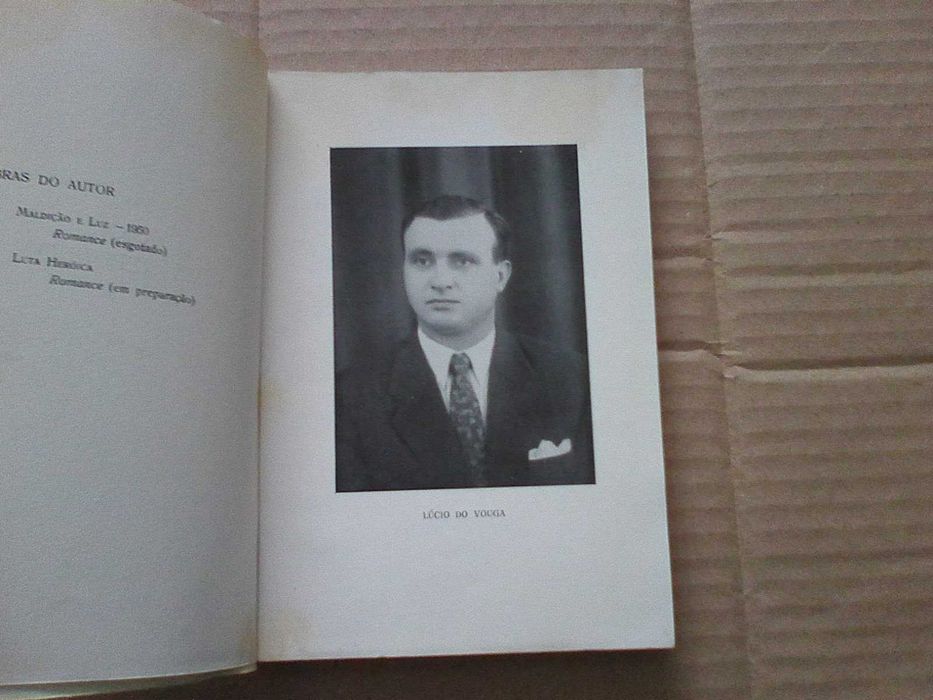 BRAS DO AUTOR
MALDIÇÃO E LUZ — 1950
Romance (esgotado)
LUTA HERÓICA
Romance (em preparação)
LÚCIO DO VOUGA